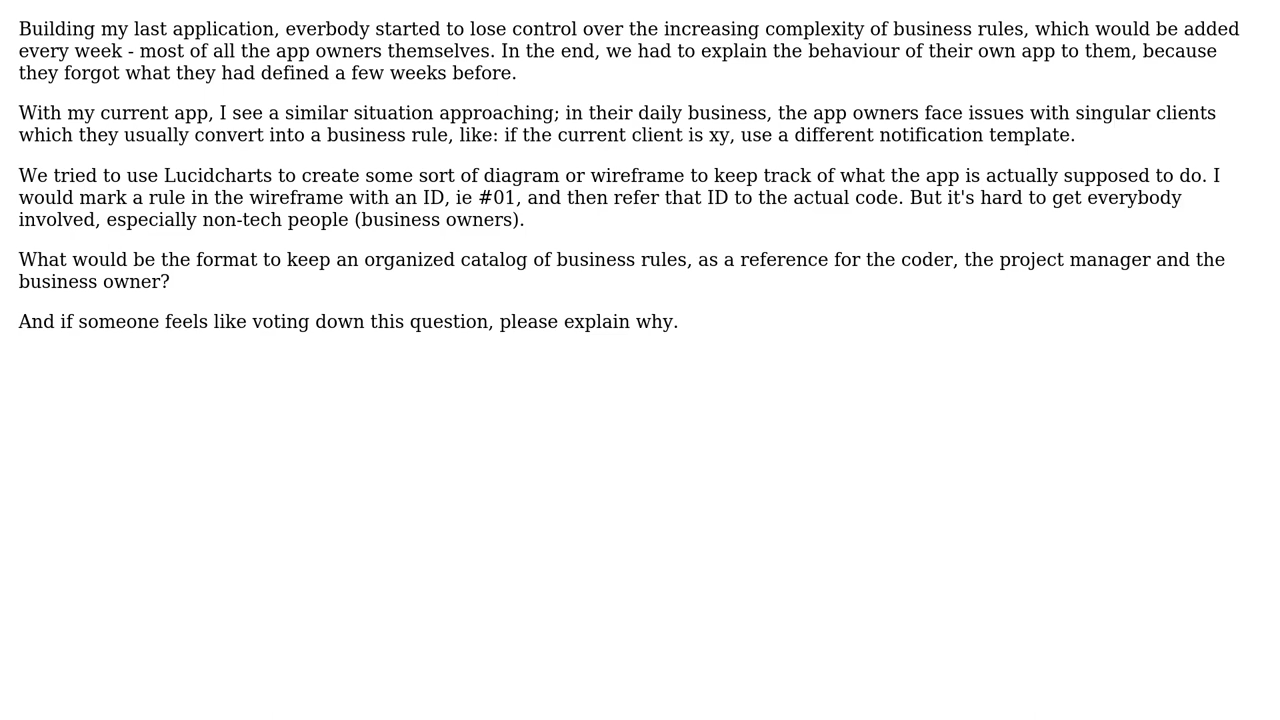 Building my last application, everbody started to lose control over the increasing complexity of business rules, which would be added
every week - most of all the app owners themselves. In the end, we had to explain the behaviour of their own app to them, because
they forgot what they had defined a few weeks before.
With my current app, I see a similar situation approaching; in their daily business, the app owners face issues with singular clients
which they usually convert into a business rule, like: if the current client is xy, use a different notification template.
We tried to use Lucidcharts to create some sort of diagram or wireframe to keep track of what the app is actually supposed to do. I
would mark a rule in the wireframe with an ID, ie #01, and then refer that ID to the actual code. But it's hard to get everybody
involved, especially non-tech people (business owners).
What would be the format to keep an organized catalog of business rules, as a reference for the coder, the project manager and the
business owner?
And if someone feels like voting down this question, please explain why.